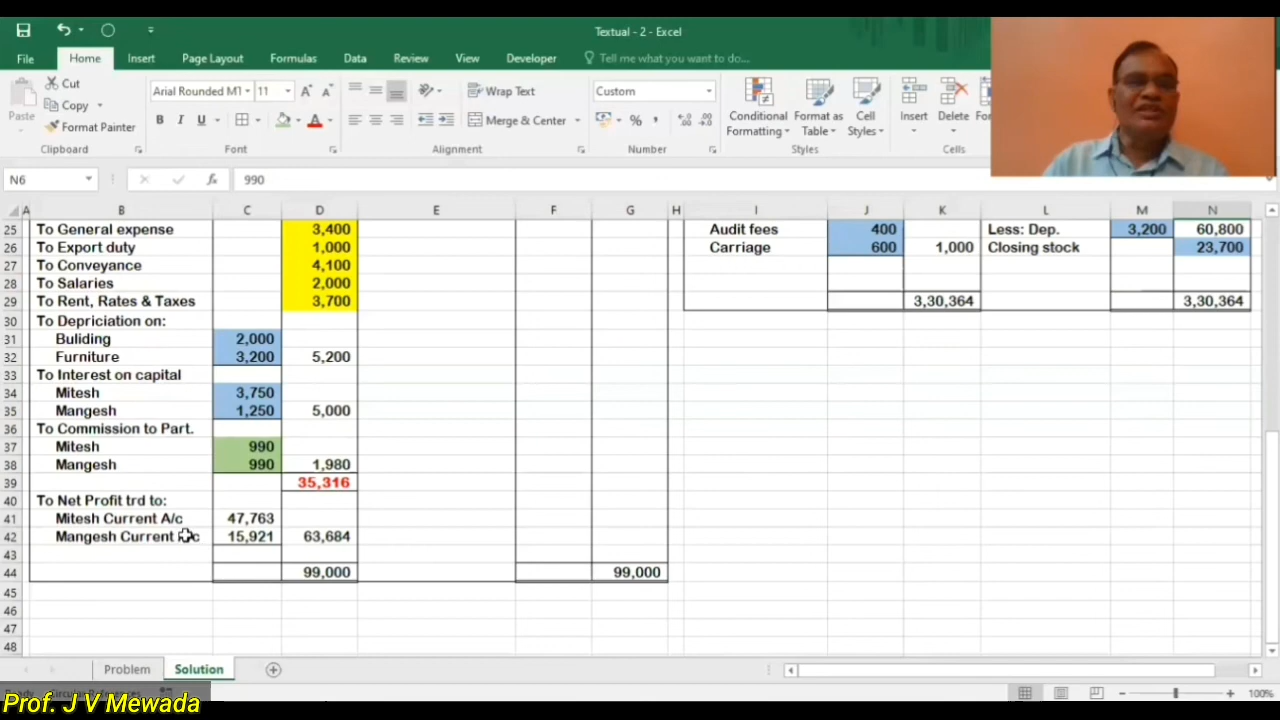 Textual - 2 - Excel
File Home Insert Page Layout Formulas Data Review View Developer Tell me what you want to do...
Cut
Copy
Format Painter
Paste
Clipboard
Arial Rounded MT 11
B I U
Font
Wrap Text
Merge & Center
Alignment
Custom
Number
Conditional Formatting
Format as Table
Cell Styles
Styles
Insert
Delete
Cells
N6 990
A B C D E F G H I J K L M N
25 To General expense 3,400 Audit fees 400 Less: Dep. 3,200 60,800
26 To Export duty 1,000 Carriage 600 1,000 Closing stock 23,700
27 To Conveyance 4,100
28 To Salaries 2,000
29 To Rent, Rates & Taxes 3,700 3,30,364 3,30,364
30 To Depriciation on:
31 Buliding 2,000
32 Furniture 3,200 5,200
33 To Interest on capital
34 Mitesh 3,750
35 Mangesh 1,250 5,000
36 To Commission to Part.
37 Mitesh 990
38 Mangesh 990 1,980
39 35,316
40 To Net Profit trd to:
41 Mitesh Current A/c 47,763
42 Mangesh Current 15,921 63,684
43
44 99,000 99,000
45
46
47
48
Problem Solution
100%
Prof. J V Mewada